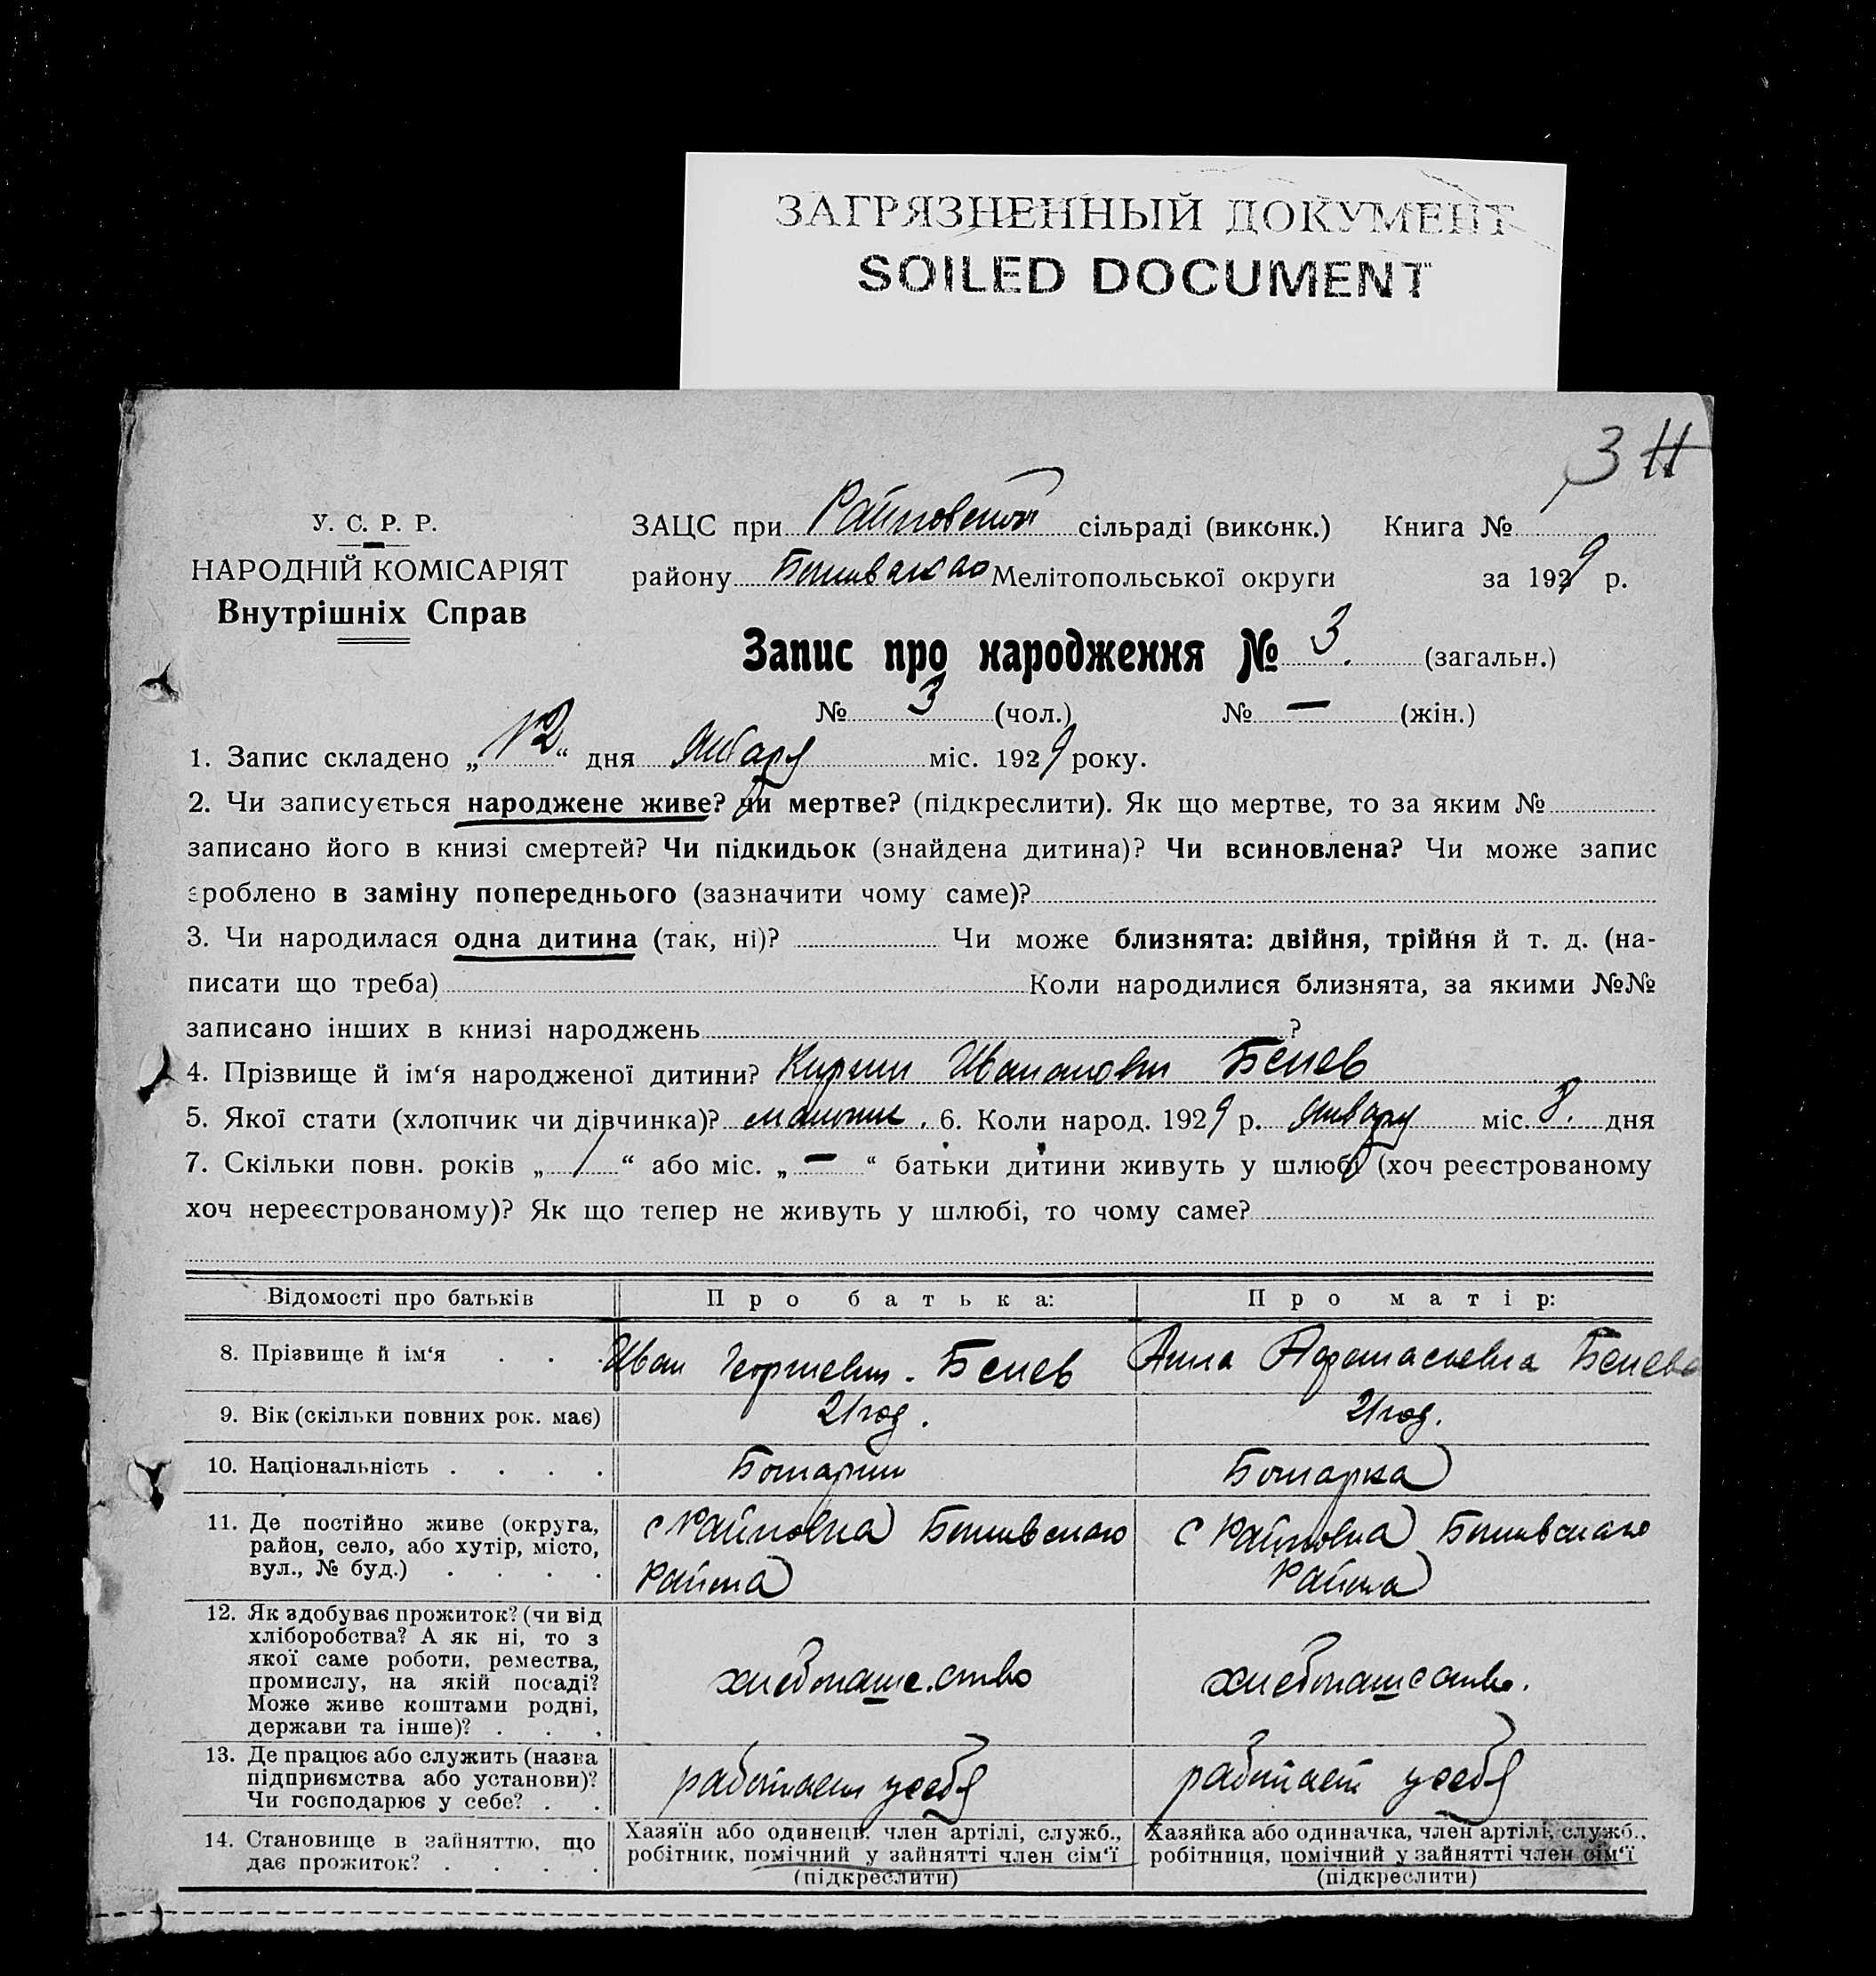 ЗАГРЯЗНЕННЫЙ ДОКУМЕНТ
SOILED DOCUMENT
3
У. С. Р. Р.
НАРОДНІЙ КОМІСАРІЯТ
Внутрішніх Справ
ЗАЦС при Райновской сільраді (виконк.) Книга №
району Мелітопольської округи за 1929 р.
Запис про народження № 3. (загальн.)
№ 3 (чол.) № — (жін.)
1. Запис складено „12“ дня Января міс. 1929 року.
2. Чи записується народжене живе? чи мертве? (підкреслити). Як що мертве, то за яким №
записано його в книзі смертей? Чи підкидьок (знайдена дитина)? Чи всиновлена? Чи може запис
зроблено в заміну попереднього (зазначити чому саме)?
3. Чи народилася одна дитина (так, ні)? Чи може близнята: двійня, трійня й т. д. (на-
писати що треба) Коли народилися близнята, за якими №№
записано інших в книзі народжень ?
4. Прізвище й ім‘я народженої дитини? Кирил Иванович Бенев
5. Якої стати (хлопчик чи дівчинка)? мальчик. 6. Коли народ. 1929 р. Январу міс. 8. дня
7. Скільки повн. років „1“ або міс. „—“ батьки дитини живуть у шлюбі (хоч реєстрованому
хоч нереєстрованому)? Як що тепер не живуть у шлюбі, то чому саме?
Відомості про батьків Про батька: Про матір:
8. Прізвище й ім‘я . . . Иван Георгиевич. Бенев Анна Афанасьевна Бенева
9. Вік (скільки повних рок. має) 21 год. 21 год.
10. Національність . . . . Болгарин Болгарка
11. Де постійно живе (округа,
район, село, або хутір, місто,
вул., № буд.) . . . .
с Райновка
Района
с Райновка
Района
12. Як здобуває прожиток? (чи від
хліборобства? А як ні, то з
якої саме роботи, ремества,
промислу, на якій посаді?
Може живе коштами родні,
держави та інше)? . . .
хлебопаше.ство хлебопашество.
13. Де працює або служить (назва
підприємства або установи)?
Чи господарює у себе? . .
работает у себя работает у себя
14. Становище в зайняттю, що
дає прожиток? . . . .
Хазяїн або одинець, член артілі, служб.,
робітник, помічний у зайнятті член сім‘ї
(підкреслити)
Хазяйка або одиначка, член артілі, служб.,
робітниця, помічний у зайнятті член сім‘ї
(підкреслити)